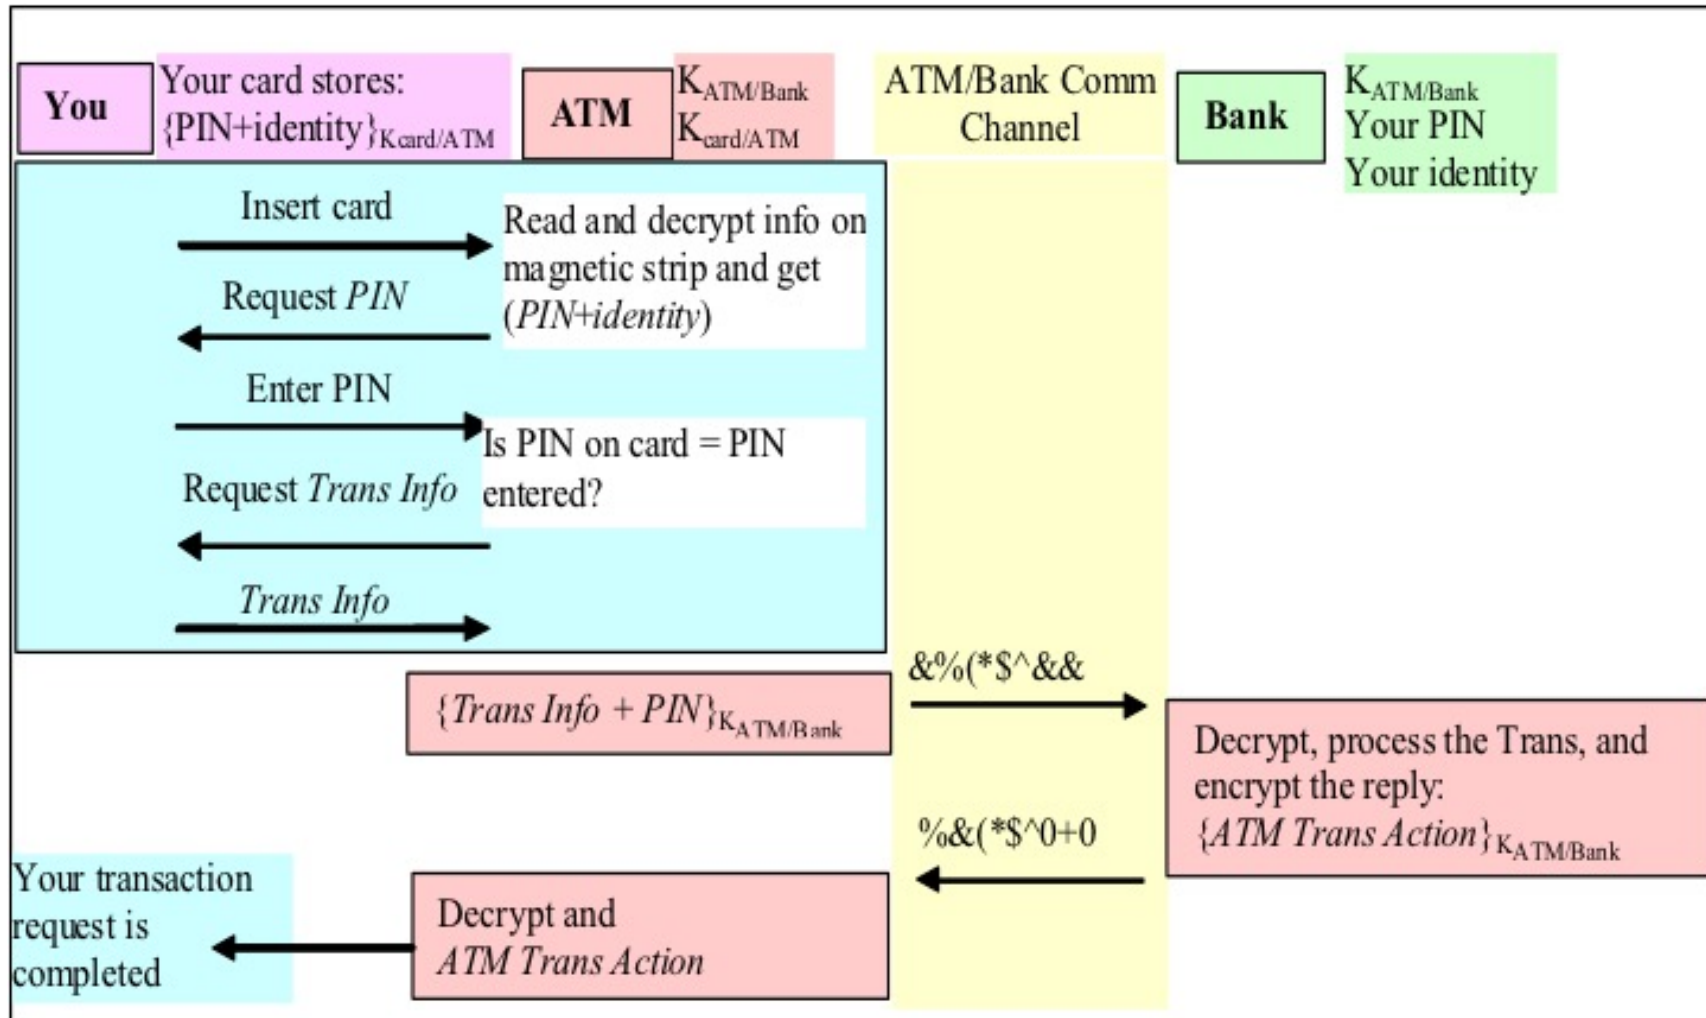 You
Your card stores:
{PIN+identity}Kcard/ATM
ATM
KATM/Bank
Kcard/ATM
ATM/Bank Comm
Channel
Bank
KATM/Bank
Your PIN
Your identity
Insert card
Read and decrypt info on
magnetic strip and get
(PIN+identity)
Request PIN
Enter PIN
Is PIN on card = PIN
entered?
Request Trans Info
Trans Info
{Trans Info + PIN}KATM/Bank
&%(*$^&&
Decrypt, process the Trans, and
encrypt the reply:
{ATM Trans Action}KATM/Bank
%&(*$^0+0
Decrypt and
ATM Trans Action
Your transaction
request is
completed